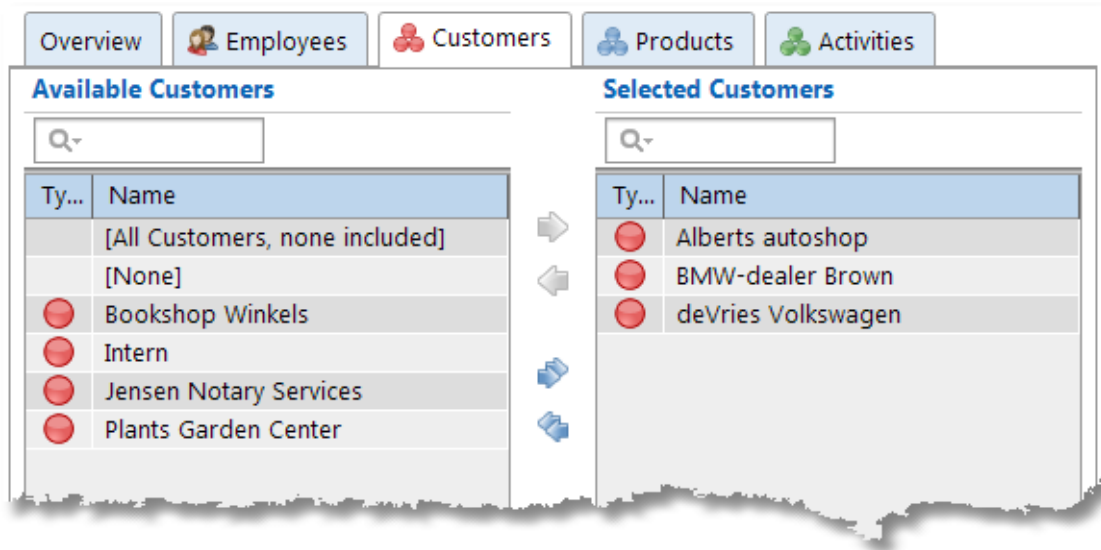 Overview Employees Customers Products Activities
Available Customers
Ty... Name
[All Customers, none included]
[None]
Bookshop Winkels
Intern
Jensen Notary Services
Plants Garden Center
Selected Customers
Ty... Name
Alberts autoshop
BMW-dealer Brown
deVries Volkswagen